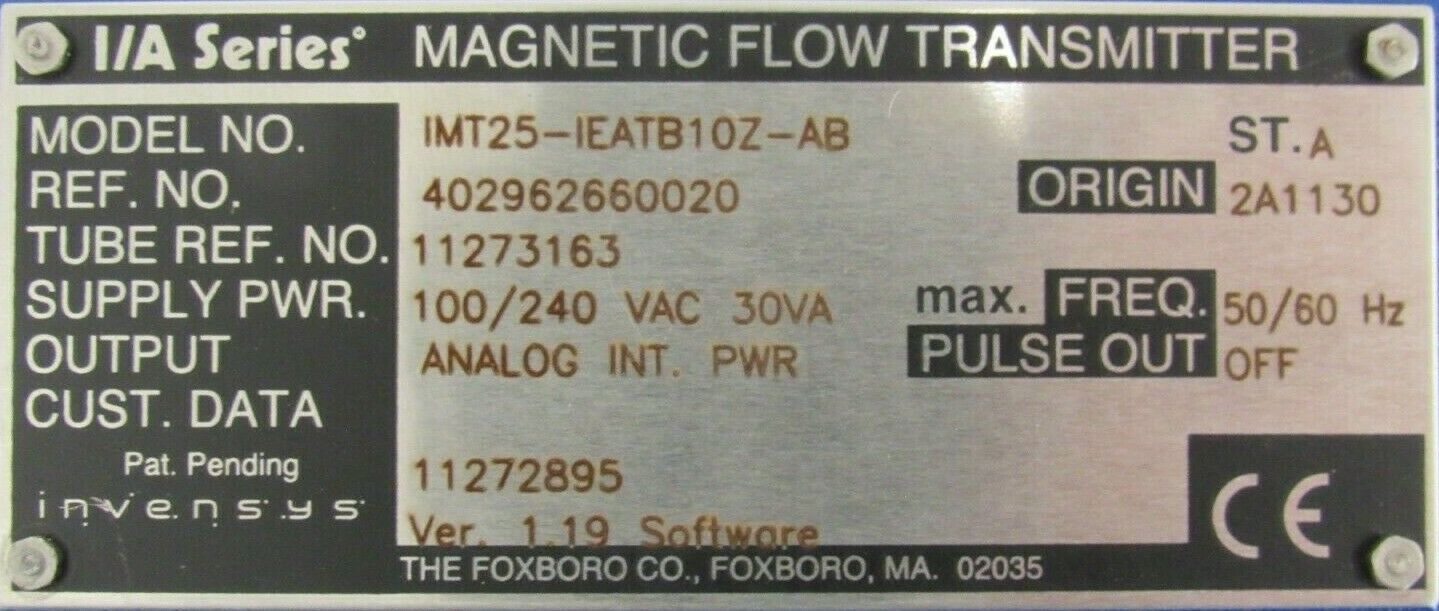 I/A Series® MAGNETIC FLOW TRANSMITTER
MODEL NO. IMT25-IEATB10Z-AB ST. A
REF. NO. 402962660020 ORIGIN 2A1130
TUBE REF. NO. 11273163
SUPPLY PWR. 100/240 VAC 30VA max. FREQ. 50/60 Hz
OUTPUT ANALOG INT. PWR PULSE OUT OFF
CUST. DATA
Pat. Pending 11272895
invensys
Ver. 1.19 Software
CE
THE FOXBORO CO., FOXBORO, MA. 02035